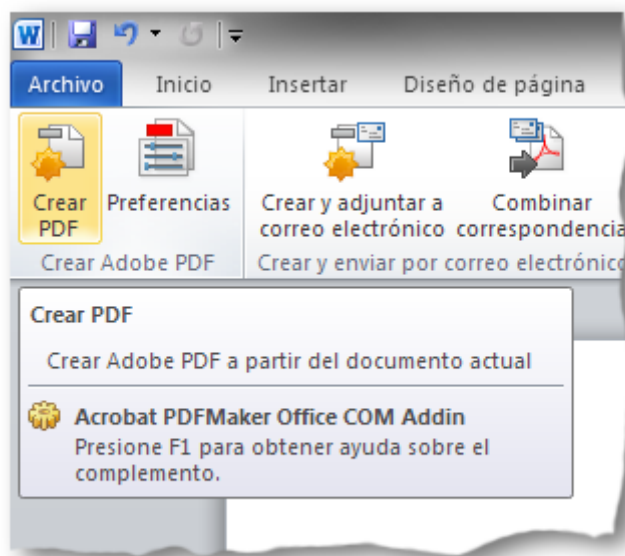 W
Archivo Inicio Insertar Diseño de página
Crear PDF Preferencias Crear y adjuntar a correo electrónico Combinar correspondencia
Crear Adobe PDF Crear y enviar por correo electrónico
Crear PDF
Crear Adobe PDF a partir del documento actual
Acrobat PDFMaker Office COM Addin
Presione F1 para obtener ayuda sobre el
complemento.